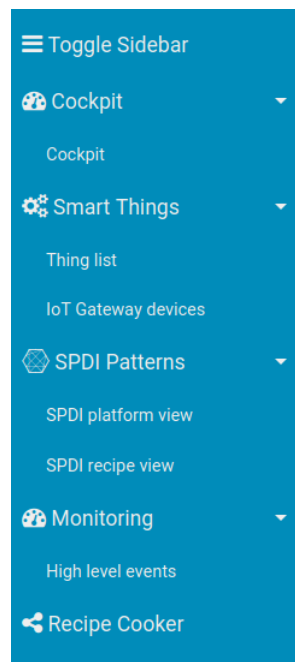 Toggle Sidebar
Cockpit
Cockpit
Smart Things
Thing list
IoT Gateway devices
SPDI Patterns
SPDI platform view
SPDI recipe view
Monitoring
High level events
Recipe Cooker